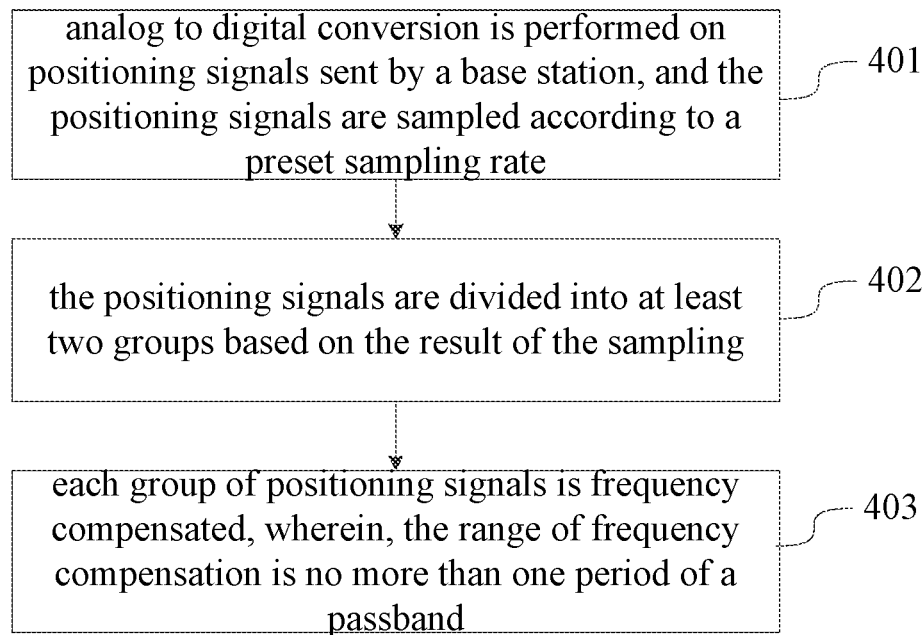 analog to digital conversion is performed on
positioning signals sent by a base station, and the
positioning signals are sampled according to a
preset sampling rate
401
the positioning signals are divided into at least
two groups based on the result of the sampling
402
each group of positioning signals is frequency
compensated, wherein, the range of frequency
compensation is no more than one period of a
passband
403